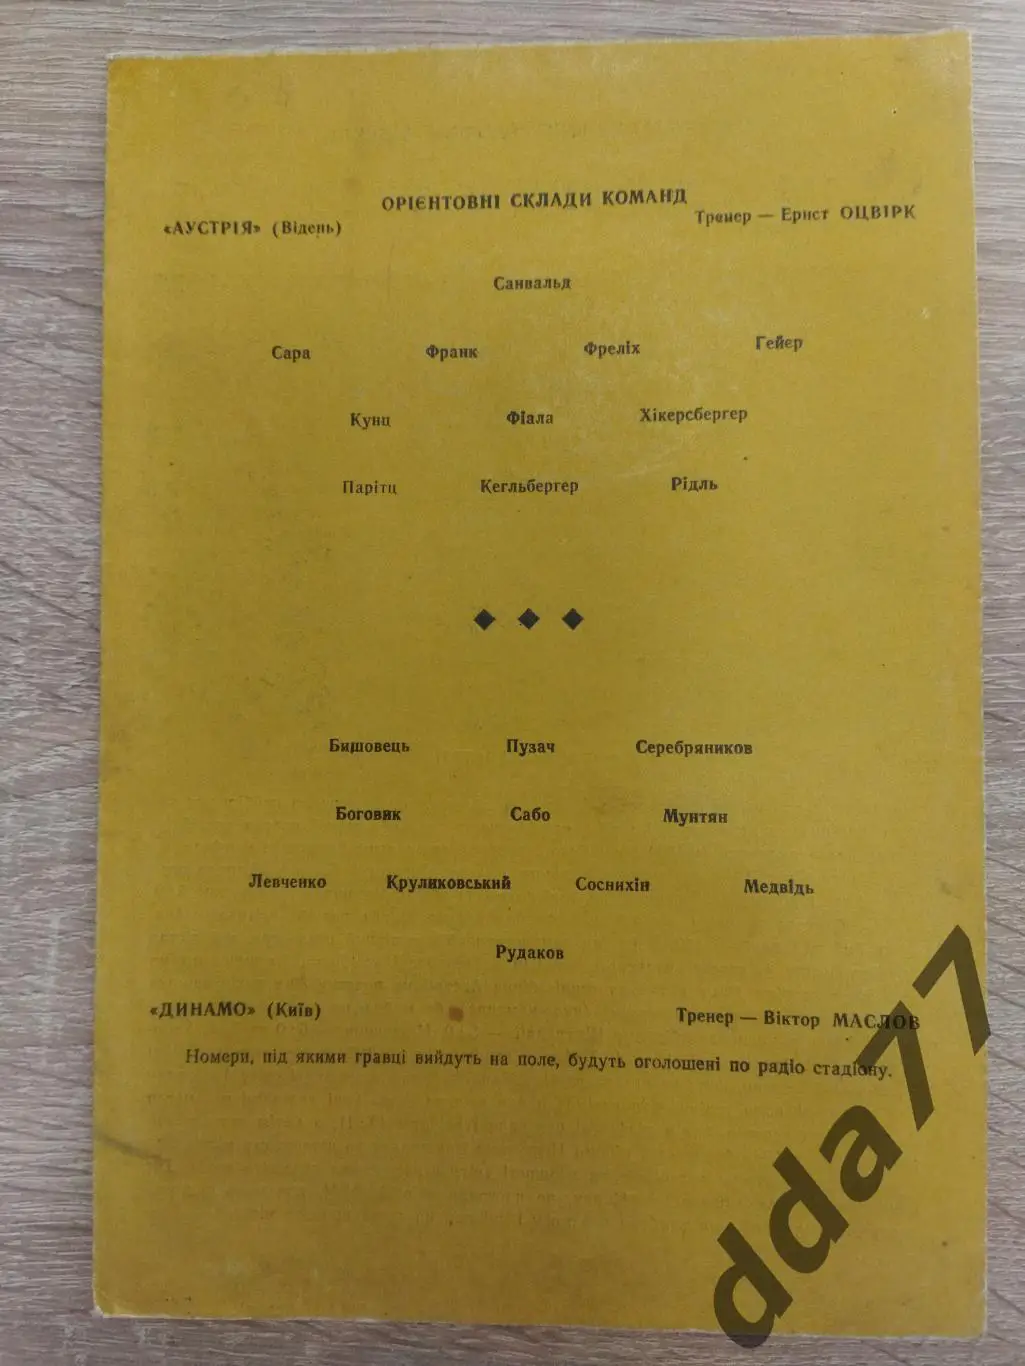 ОРІЄНТОВНІ СКЛАДИ КОМАНД
«АУСТРІЯ» (Відень) Тренер — Ернст ОЦВІРК
Санвальд
Сара Франк Фреліх Гейєр
Кунц Фіала Хікерсбергер
Парітц Кегльбергер Рідль
Бишовець Пузач Серебряников
Боговик Сабо Мунтян
Левченко Круликовський Соснихін Медвідь
Рудаков
«ДИНАМО» (Київ) Тренер — Віктор МАСЛОВ
Номери, під якими гравці вийдуть на поле, будуть оголошені по радіо стадіону.
dda77